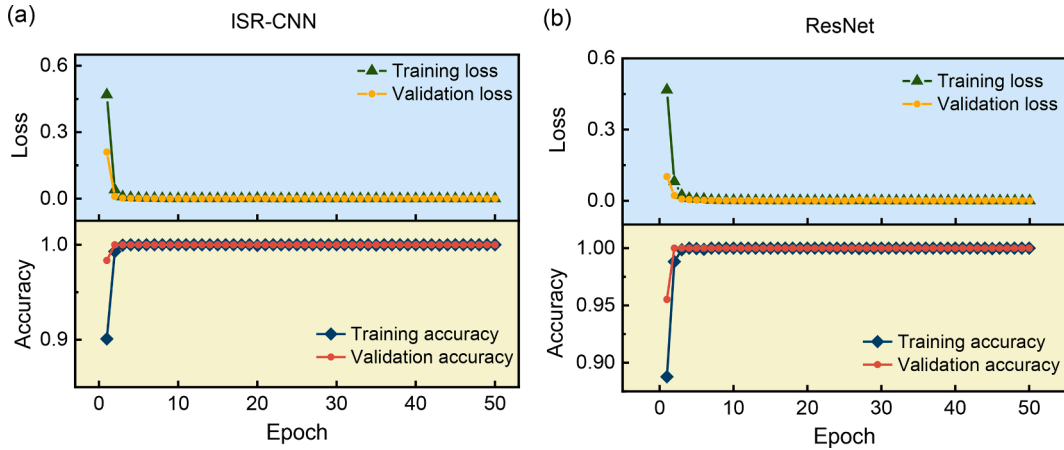 (a)
ISR-CNN
0.6
0.3
0.0
Loss
Training loss
Validation loss
1.0
0.9
Accuracy
Training accuracy
Validation accuracy
0 10 20 30 40 50
Epoch
(b)
ResNet
0.6
0.3
0.0
Loss
Training loss
Validation loss
1.00
0.95
0.90
Accuracy
Training accuracy
Validation accuracy
0 10 20 30 40 50
Epoch